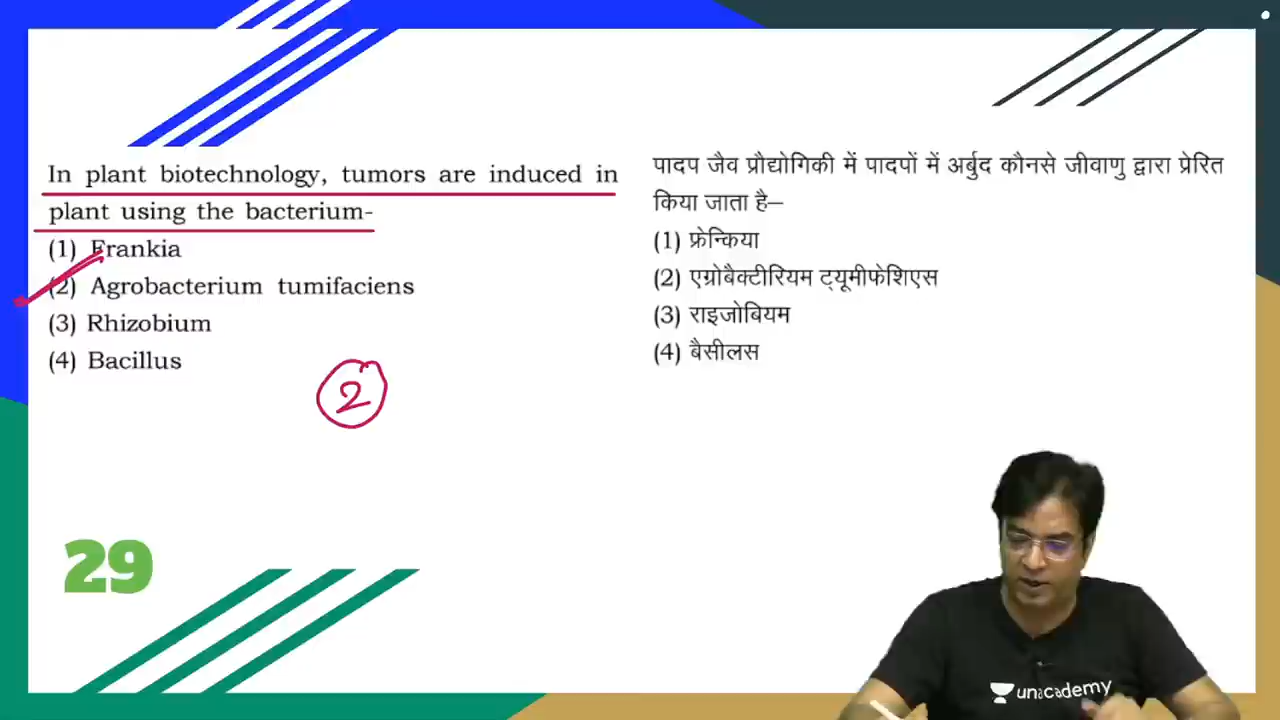 In plant biotechnology, tumors are induced in
plant using the bacterium-
(1) Frankia
(2) Agrobacterium tumifaciens
(3) Rhizobium
(4) Bacillus
2
29
पादप जैव प्रौद्योगिकी में पादपों में अर्बुद कौनसे जीवाणु द्वारा प्रेरित
किया जाता है–
(1) फ्रेन्किया
(2) एग्रोबैक्टीरियम ट्यूमीफेशिएस
(3) राइजोबियम
(4) बैसीलस
unacademy